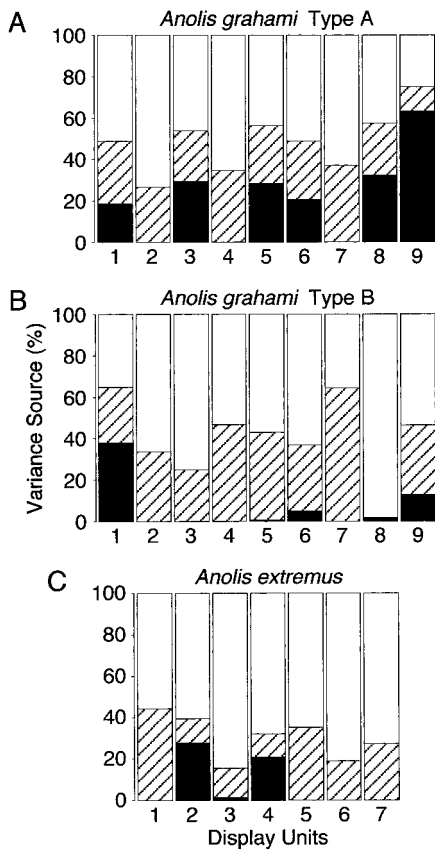 A
Anolis grahami Type A
100
80
60
40
20
0
1 2 3 4 5 6 7 8 9
B
Anolis grahami Type B
100
80
60
40
20
0
1 2 3 4 5 6 7 8 9
Variance Source (%)
C
Anolis extremus
100
80
60
40
20
0
1 2 3 4 5 6 7
Display Units